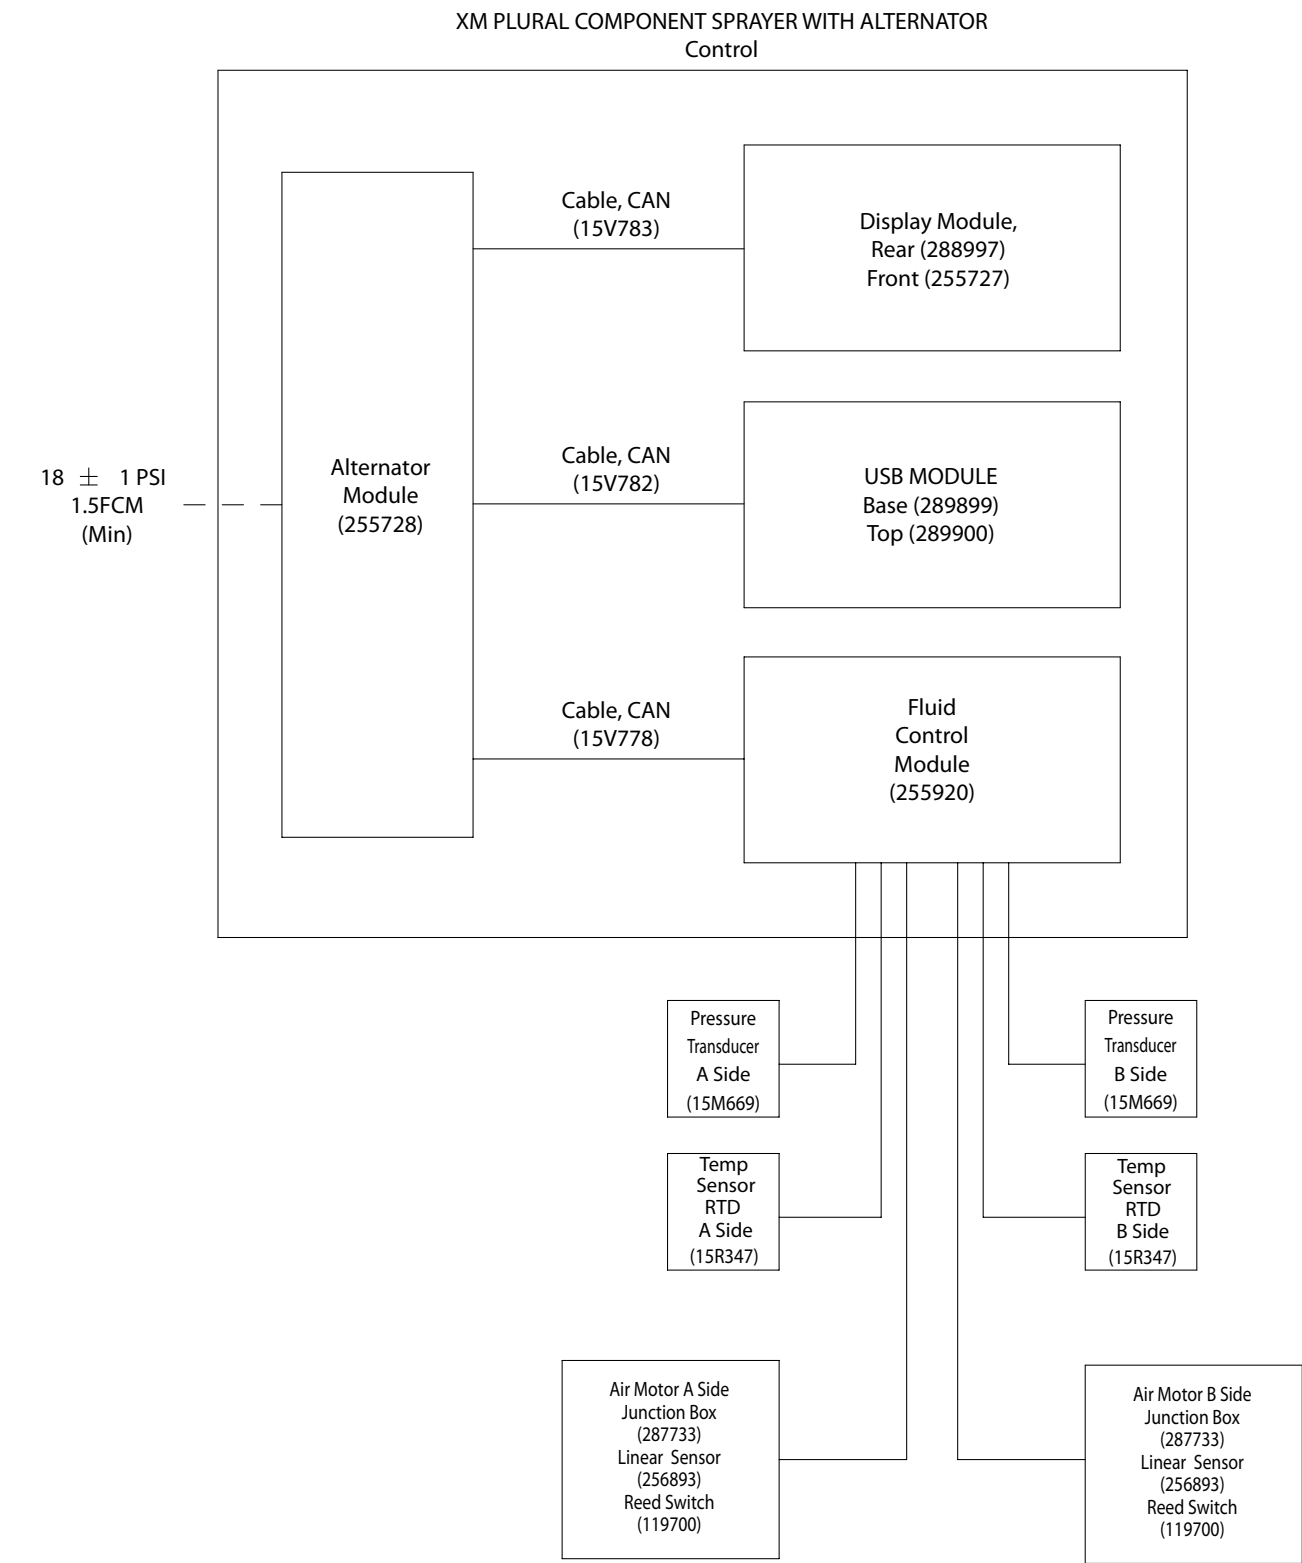 XM PLURAL COMPONENT SPRAYER WITH ALTERNATOR
Control
Cable, CAN
(15V783)
Display Module,
Rear (288997)
Front (255727)
18 ± 1 PSI
1.5FCM
(Min)
Alternator
Module
(255728)
Cable, CAN
(15V782)
USB MODULE
Base (289899)
Top (289900)
Cable, CAN
(15V778)
Fluid
Control
Module
(255920)
Pressure
Transducer
A Side
(15M669)
Pressure
Transducer
B Side
(15M669)
Temp
Sensor
RTD
A Side
(15R347)
Temp
Sensor
RTD
B Side
(15R347)
Air Motor A Side
Junction Box
(287733)
Linear Sensor
(256893)
Reed Switch
(119700)
Air Motor B Side
Junction Box
(287733)
Linear Sensor
(256893)
Reed Switch
(119700)